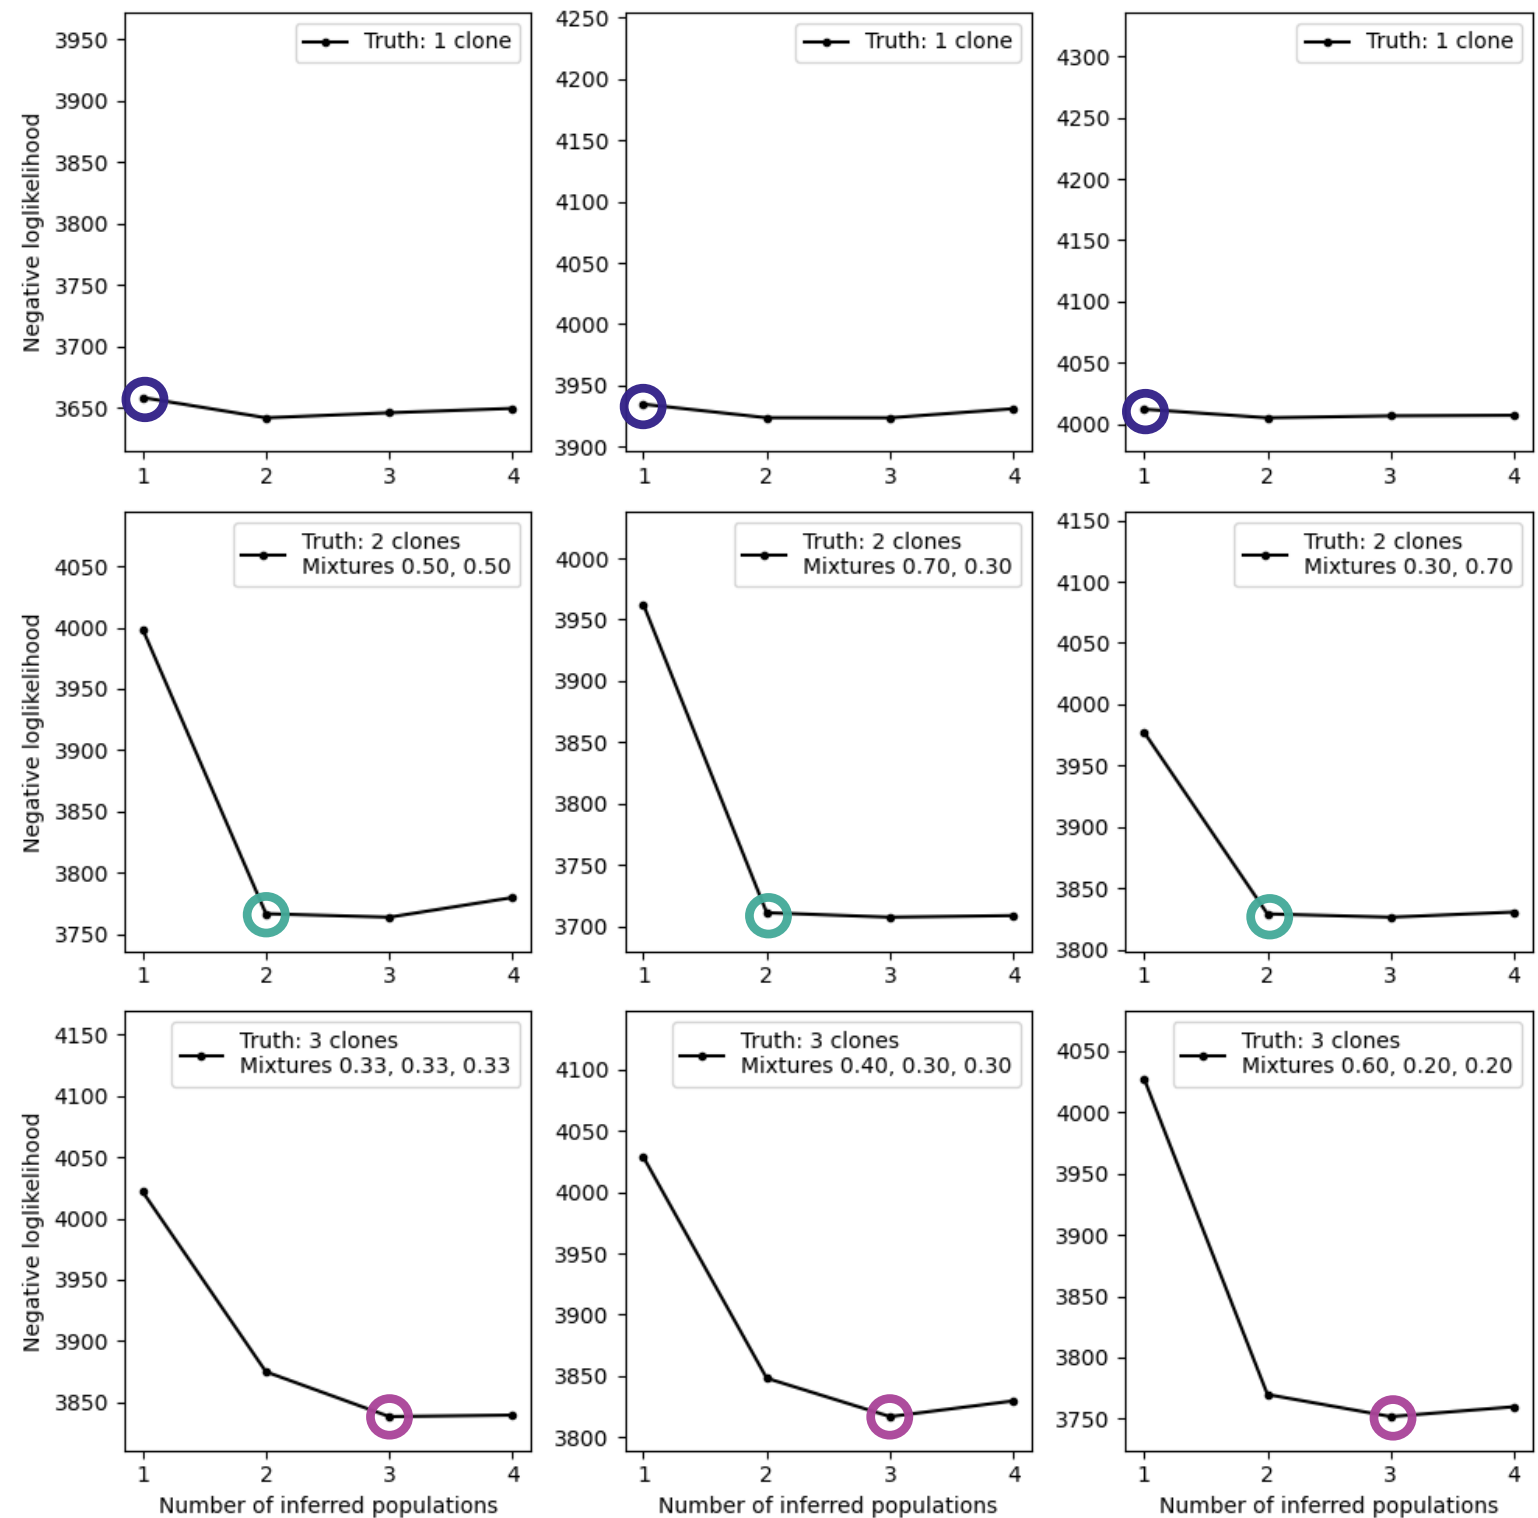 Truth: 1 clone
Negative loglikelihood
3950
3900
3850
3800
3750
3700
3650
1 2 3 4
Truth: 1 clone
4250
4200
4150
4100
4050
4000
3950
3900
1 2 3 4
Truth: 1 clone
4300
4250
4200
4150
4100
4050
4000
1 2 3 4
Truth: 2 clones
Mixtures 0.50, 0.50
Negative loglikelihood
4050
4000
3950
3900
3850
3800
3750
1 2 3 4
Truth: 2 clones
Mixtures 0.70, 0.30
4000
3950
3900
3850
3800
3750
3700
1 2 3 4
Truth: 2 clones
Mixtures 0.30, 0.70
4150
4100
4050
4000
3950
3900
3850
3800
1 2 3 4
Truth: 3 clones
Mixtures 0.33, 0.33, 0.33
Negative loglikelihood
4150
4100
4050
4000
3950
3900
3850
1 2 3 4
Number of inferred populations
Truth: 3 clones
Mixtures 0.40, 0.30, 0.30
4100
4050
4000
3950
3900
3850
3800
1 2 3 4
Number of inferred populations
Truth: 3 clones
Mixtures 0.60, 0.20, 0.20
4050
4000
3950
3900
3850
3800
3750
1 2 3 4
Number of inferred populations